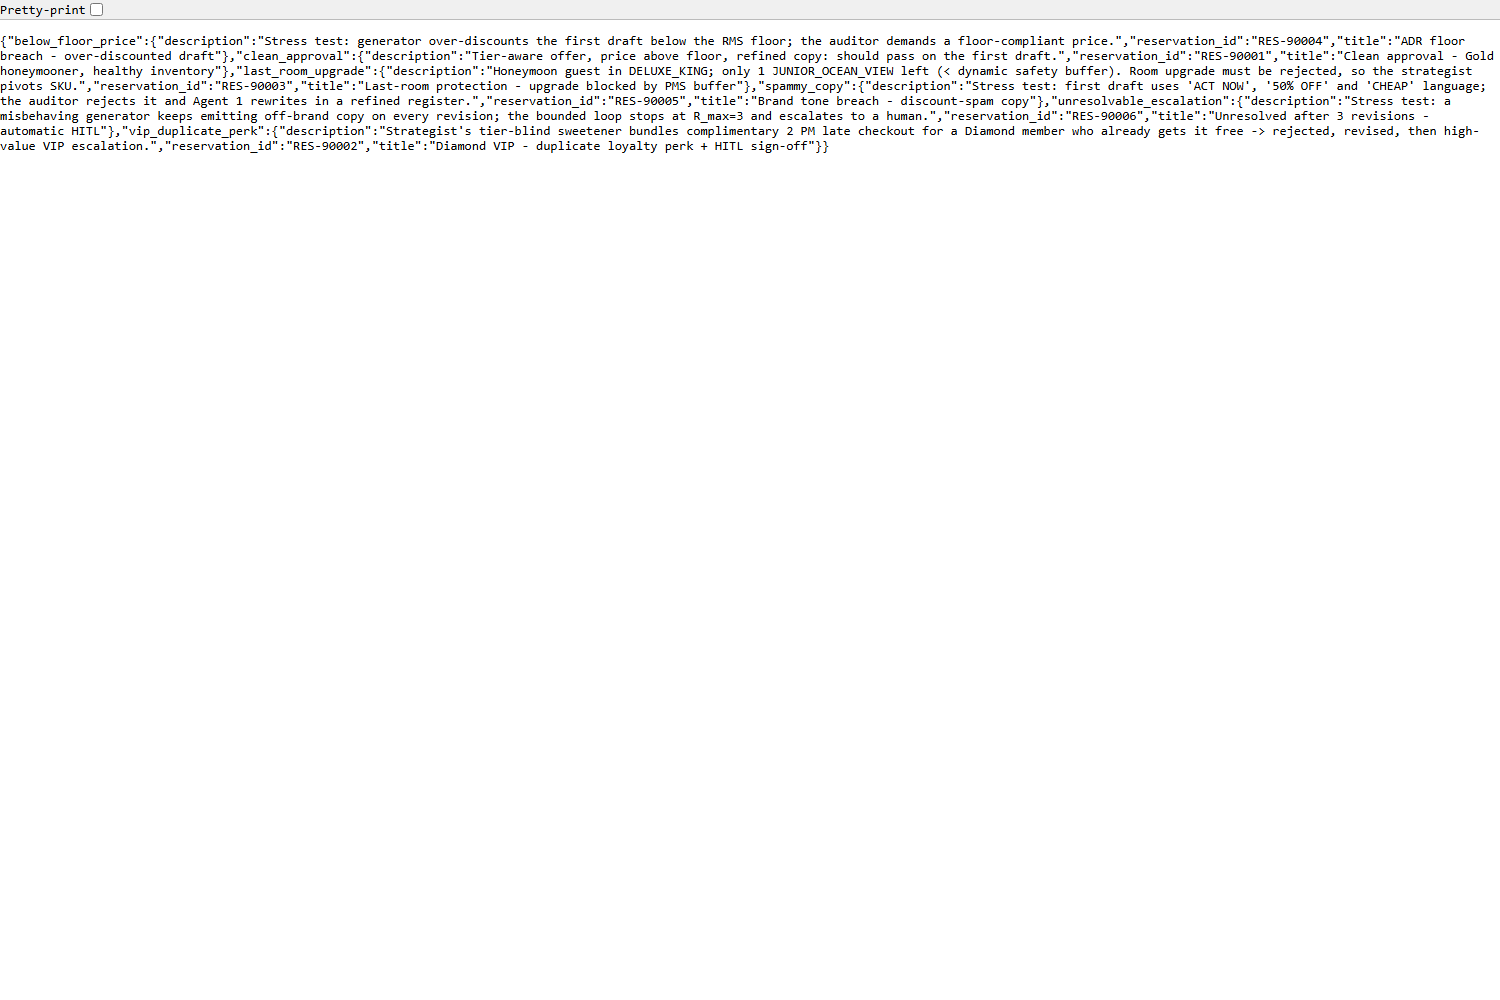 Pretty-print
{"below_floor_price":{"description":"Stress test: generator over-discounts the first draft below the RMS floor; the auditor demands a floor-compliant price.","reservation_id":"RES-90004","title":"ADR floor
breach - over-discounted draft"},"clean_approval":{"description":"Tier-aware offer, price above floor, refined copy: should pass on the first draft.","reservation_id":"RES-90001","title":"Clean approval - Gold
honeymooner, healthy inventory"},"last_room_upgrade":{"description":"Honeymoon guest in DELUXE_KING; only 1 JUNIOR_OCEAN_VIEW left (< dynamic safety buffer). Room upgrade must be rejected, so the strategist
pivots SKU.","reservation_id":"RES-90003","title":"Last-room protection - upgrade blocked by PMS buffer"},"spammy_copy":{"description":"Stress test: first draft uses 'ACT NOW', '50% OFF' and 'CHEAP' language;
the auditor rejects it and Agent 1 rewrites in a refined register.","reservation_id":"RES-90005","title":"Brand tone breach - discount-spam copy"},"unresolvable_escalation":{"description":"Stress test: a
misbehaving generator keeps emitting off-brand copy on every revision; the bounded loop stops at R_max=3 and escalates to a human.","reservation_id":"RES-90006","title":"Unresolved after 3 revisions -
automatic HITL"},"vip_duplicate_perk":{"description":"Strategist's tier-blind sweetener bundles complimentary 2 PM late checkout for a Diamond member who already gets it free -> rejected, revised, then high-
value VIP escalation.","reservation_id":"RES-90002","title":"Diamond VIP - duplicate loyalty perk + HITL sign-off"}}